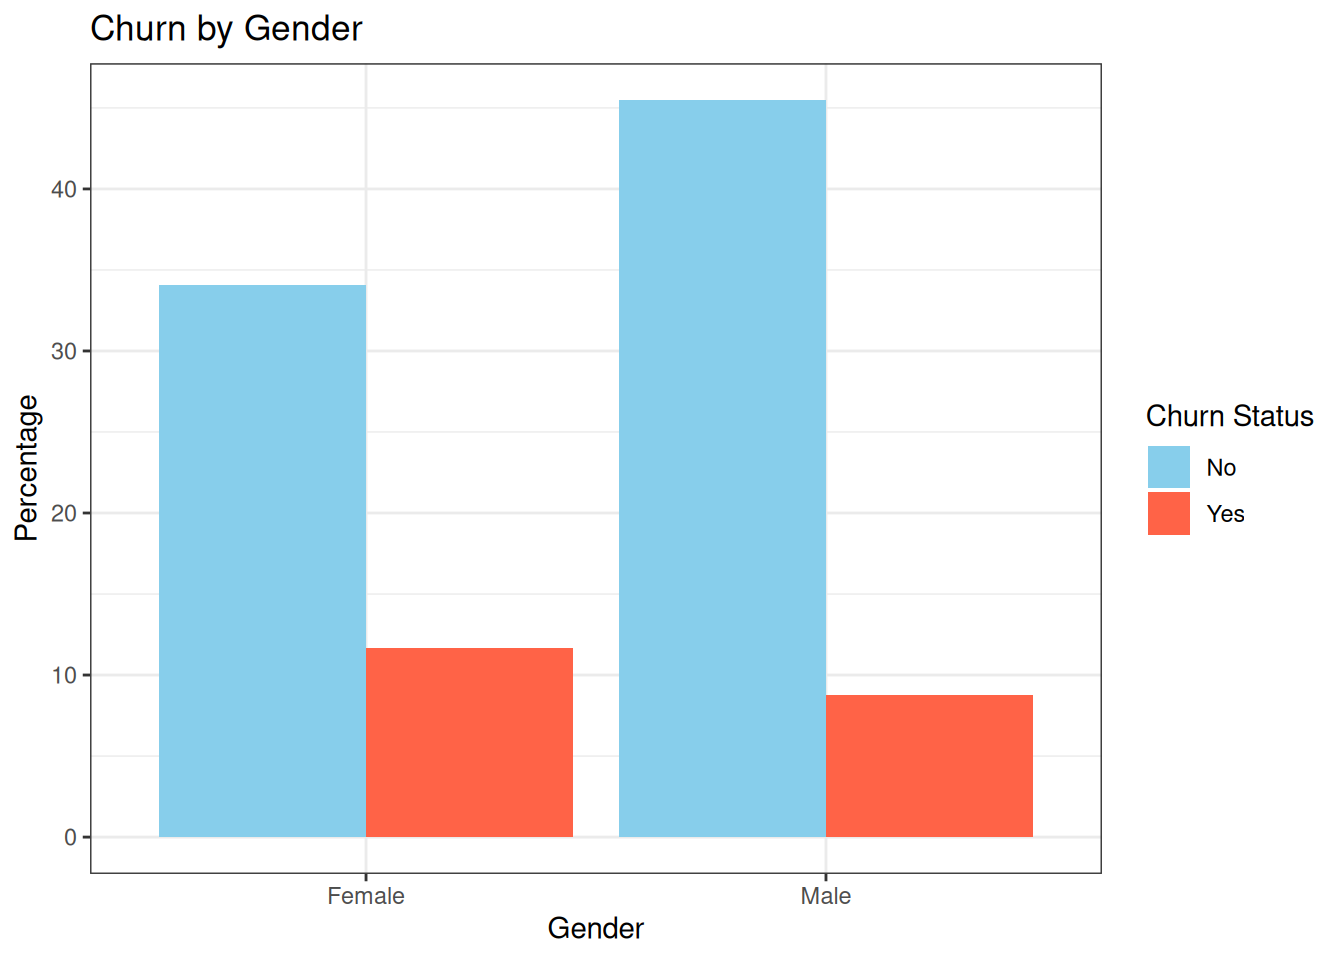 Churn by Gender
Percentage
40
30
20
10
0
Female
Male
Gender
Churn Status
No
Yes